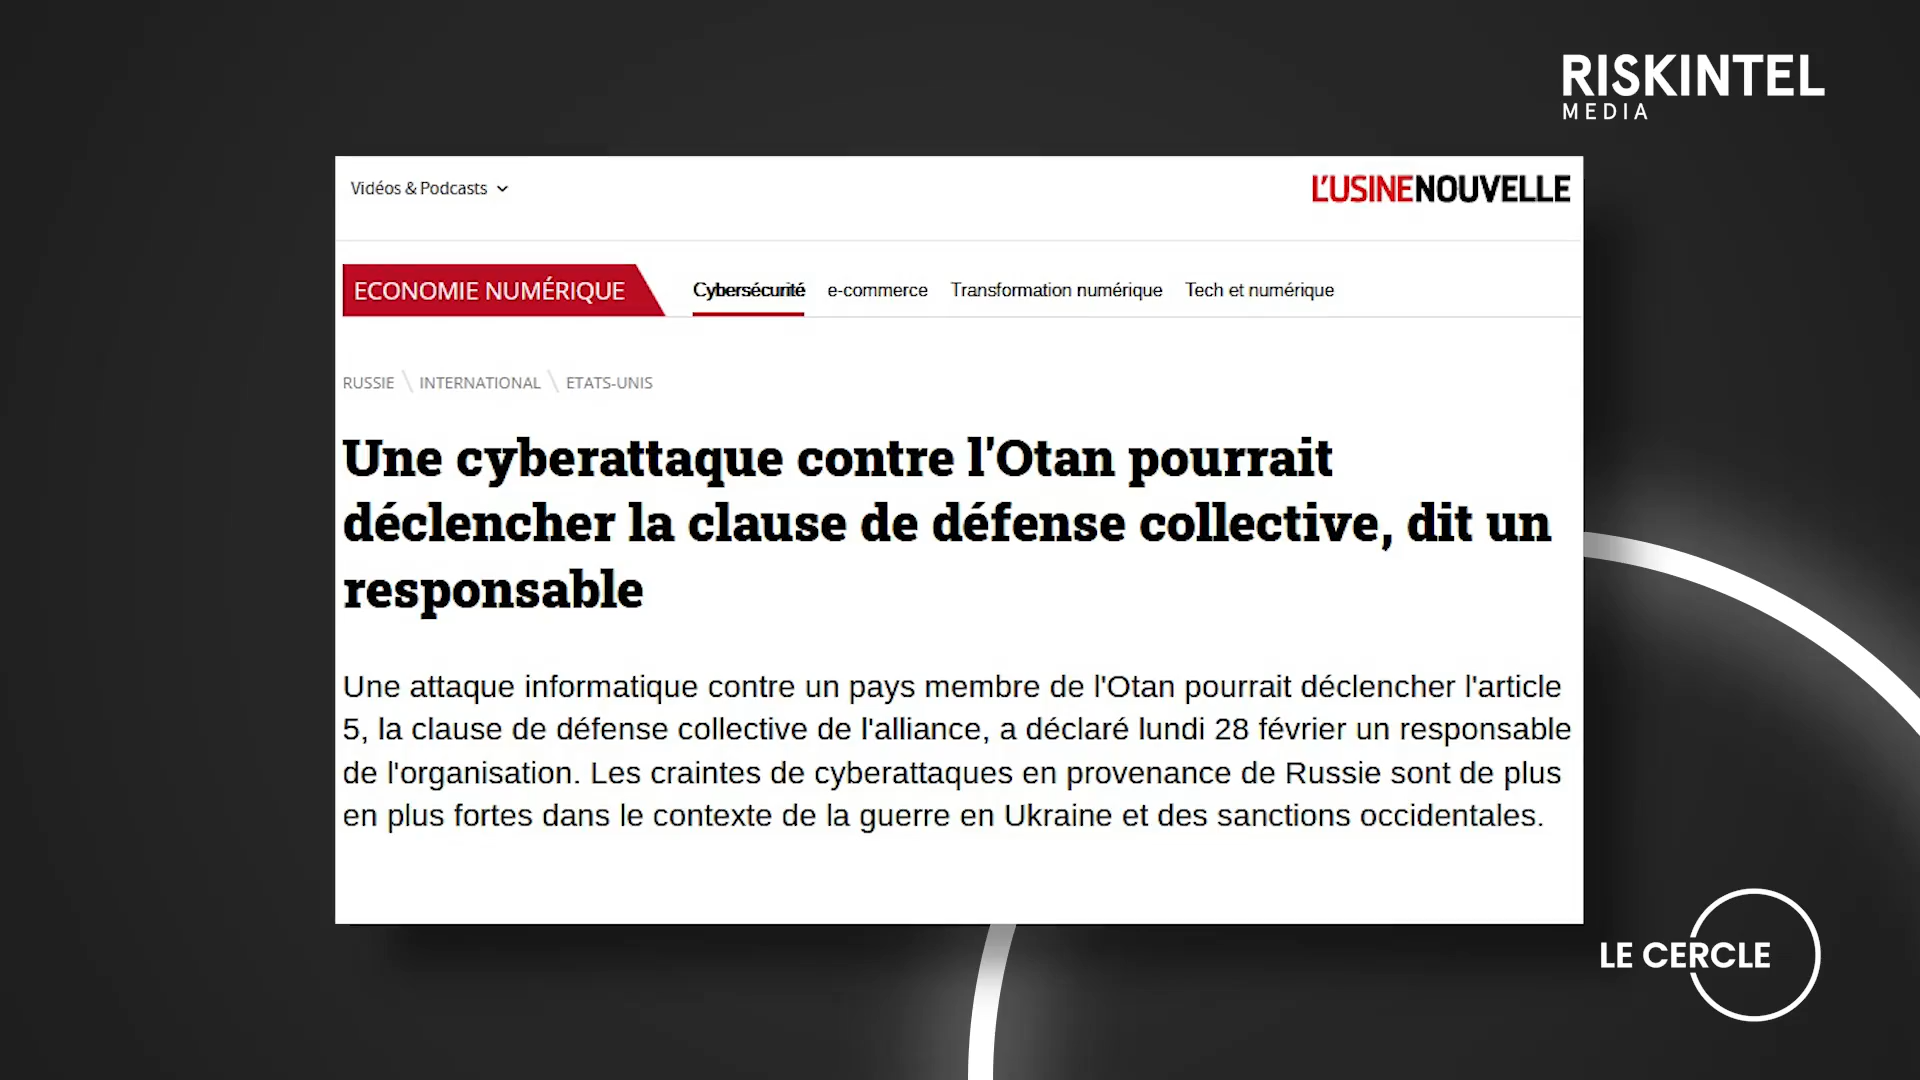 RISKINTEL
MEDIA
Vidéos & Podcasts
L'USINENOUVELLE
ECONOMIE NUMÉRIQUE
Cybersécurité e-commerce Transformation numérique Tech et numérique
RUSSIE \ INTERNATIONAL \ ETATS-UNIS
Une cyberattaque contre l'Otan pourrait
déclencher la clause de défense collective, dit un
responsable
Une attaque informatique contre un pays membre de l'Otan pourrait déclencher l'article
5, la clause de défense collective de l'alliance, a déclaré lundi 28 février un responsable
de l'organisation. Les craintes de cyberattaques en provenance de Russie sont de plus
en plus fortes dans le contexte de la guerre en Ukraine et des sanctions occidentales.
LE CERCLE